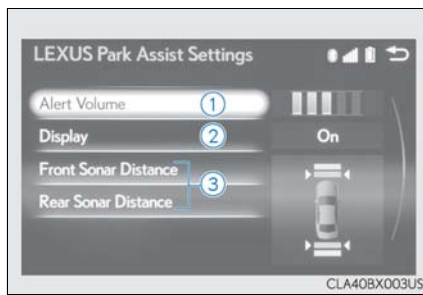 LEXUS Park Assist Settings
Alert Volume 1
Display 2 On
Front Sonar Distance
3
Rear Sonar Distance
CLA40BX003US